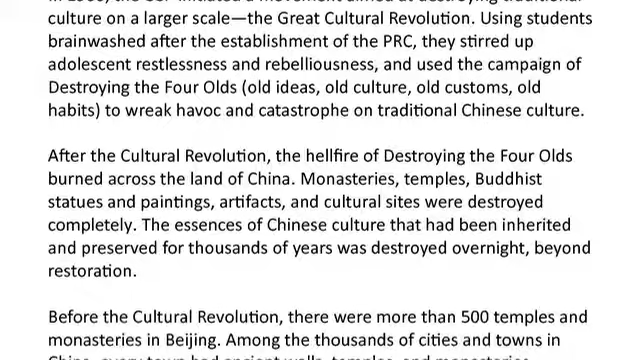 culture on a larger scale—the Great Cultural Revolution. Using students
brainwashed after the establishment of the PRC, they stirred up
adolescent restlessness and rebelliousness, and used the campaign of
Destroying the Four Olds (old ideas, old culture, old customs, old
habits) to wreak havoc and catastrophe on traditional Chinese culture.
After the Cultural Revolution, the hellfire of Destroying the Four Olds
burned across the land of China. Monasteries, temples, Buddhist
statues and paintings, artifacts, and cultural sites were destroyed
completely. The essences of Chinese culture that had been inherited
and preserved for thousands of years was destroyed overnight, beyond
restoration.
Before the Cultural Revolution, there were more than 500 temples and
monasteries in Beijing. Among the thousands of cities and towns in